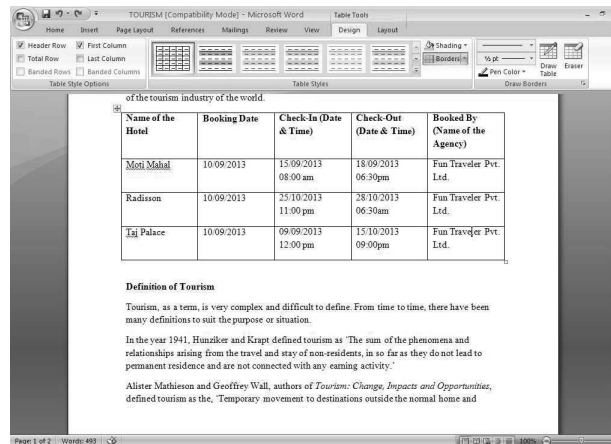 TOURISM [Compatibility Mode] - Microsoft Word
Table Tools
Home Insert Page Layout References Mailings Review View Design Layout
Header Row First Column
Total Row Last Column
Banded Rows Banded Columns
Shading
Borders
½ pt
Pen Color
Draw Table
Eraser
Table Style Options Table Styles Draw Borders
of the tourism industry of the world.
Name of the Hotel Booking Date Check-In (Date & Time) Check-Out (Date & Time) Booked By (Name of the Agency)
Moti Mahal 10/09/2013 15/09/2013 08:00 am 18/09/2013 06:30pm Fun Traveler Pvt. Ltd.
Radisson 10/09/2013 25/10/2013 11:00 pm 28/10/2013 06:30am Fun Traveler Pvt. Ltd.
Taj Palace 10/09/2013 09/09/2013 12:00 pm 15/10/2013 09:00pm Fun Traveler Pvt. Ltd.
Definition of Tourism
Tourism, as a term, is very complex and difficult to define. From time to time, there have been
many definitions to suit the purpose or situation.
In the year 1941, Hunziker and Krapt defined tourism as ‘The sum of the phenomena and
relationships arising from the travel and stay of non-residents, in so far as they do not lead to
permanent residence and are not connected with any earning activity.’
Alister Mathieson and Geoffrey Wall, authors of Tourism: Change, Impacts and Opportunities,
defined tourism as the, ‘Temporary movement to destinations outside the normal home and
Page: 1 of 2 Words: 493 100%